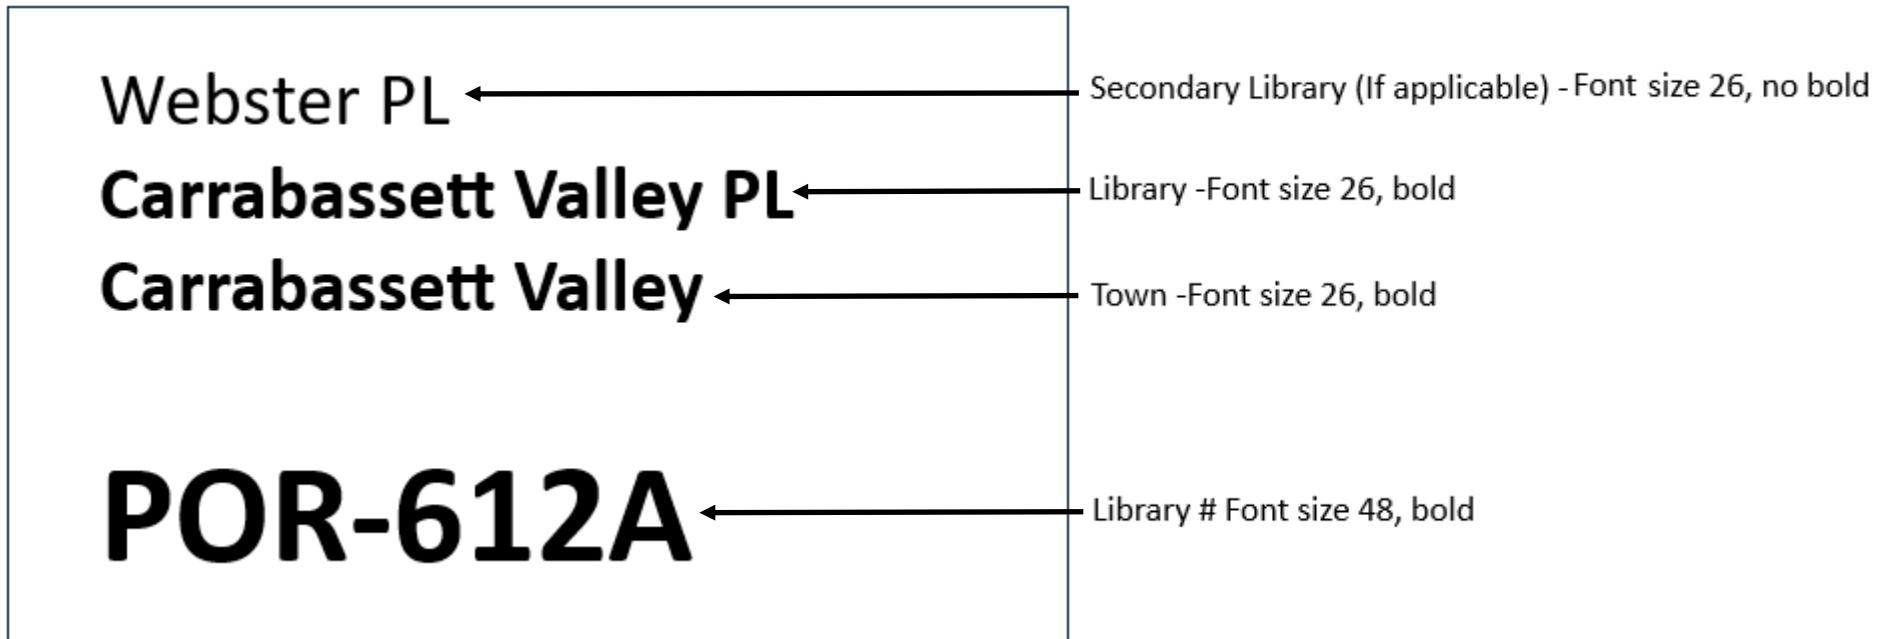 Webster PL
Secondary Library (If applicable) - Font size 26, no bold
Carrabassett Valley PL
Library -Font size 26, bold
Carrabassett Valley
Town -Font size 26, bold
POR-612A
Library # Font size 48, bold